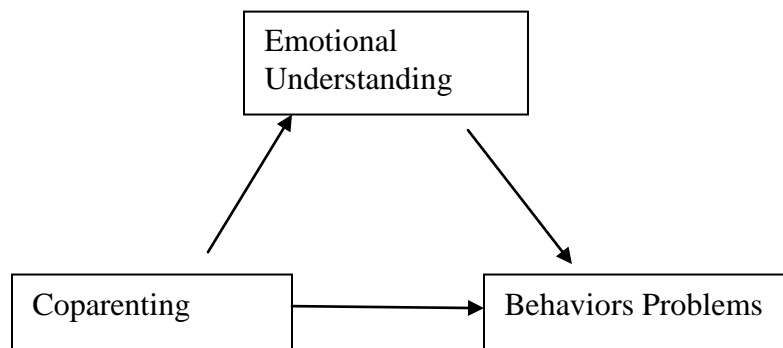 Emotional
Understanding
Coparenting
Behaviors Problems